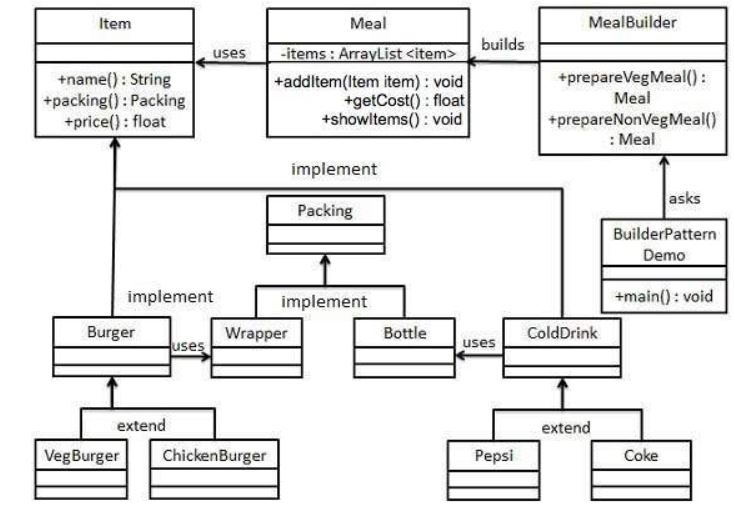 Item
+name() : String
+packing() : Packing
+price() : float
uses
Meal
-items : ArrayList <item>
+addItem(Item item) : void
+getCost() : float
+showItems() : void
builds
MealBuilder
+prepareVegMeal() :
Meal
+prepareNonVegMeal()
: Meal
implement
asks
Packing
BuilderPattern
Demo
+main() : void
implement
implement
Burger
uses
Wrapper
Bottle
uses
ColdDrink
extend
extend
VegBurger
ChickenBurger
Pepsi
Coke